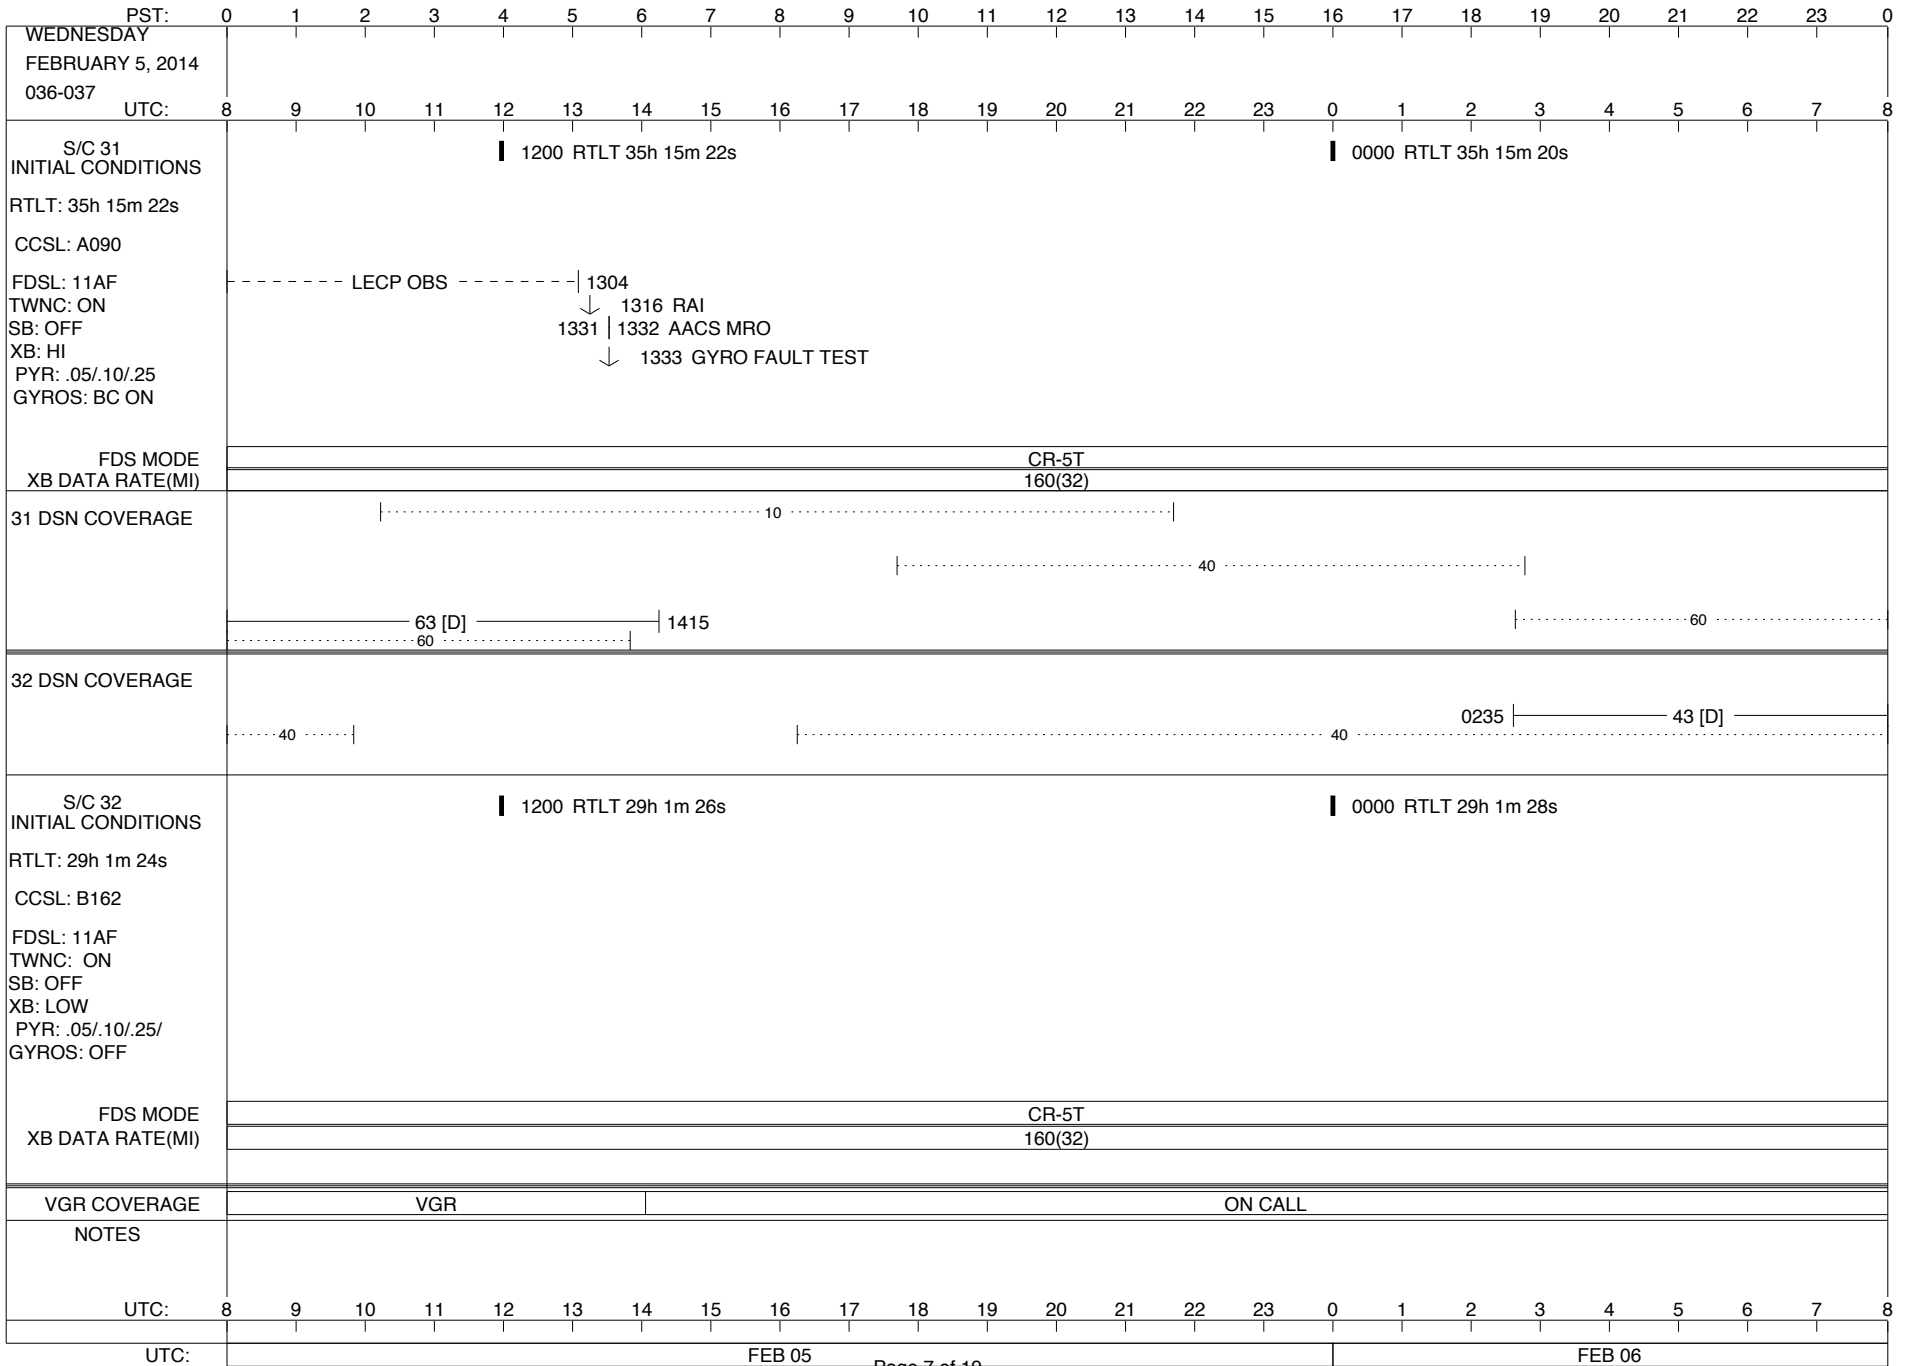 PST: 0 1 2 3 4 5 6 7 8 9 10 11 12 13 14 15 16 17 18 19 20 21 22 23 0
WEDNESDAY
FEBRUARY 5, 2014
036-037
UTC: 8 9 10 11 12 13 14 15 16 17 18 19 20 21 22 23 0 1 2 3 4 5 6 7 8
S/C 31
INITIAL CONDITIONS
1200 RTLT 35h 15m 22s
0000 RTLT 35h 15m 20s
RTLT: 35h 15m 22s
CCSL: A090
FDSL: 11AF
LECP OBS
1304
TWNC: ON
1316 RAI
SB: OFF
1331 1332 AACS MRO
XB: HI
1333 GYRO FAULT TEST
PYR: .05/.10/.25
GYROS: BC ON
FDS MODE
CR-5T
XB DATA RATE(MI)
160(32)
31 DSN COVERAGE
10
40
63 [D]
1415
60
60
32 DSN COVERAGE
0235
43 [D]
40
40
S/C 32
INITIAL CONDITIONS
1200 RTLT 29h 1m 26s
0000 RTLT 29h 1m 28s
RTLT: 29h 1m 24s
CCSL: B162
FDSL: 11AF
TWNC: ON
SB: OFF
XB: LOW
PYR: .05/.10/.25/
GYROS: OFF
FDS MODE
CR-5T
XB DATA RATE(MI)
160(32)
VGR COVERAGE
VGR
ON CALL
NOTES
UTC: 8 9 10 11 12 13 14 15 16 17 18 19 20 21 22 23 0 1 2 3 4 5 6 7 8
UTC: FEB 05 FEB 06
Page 7 of 19